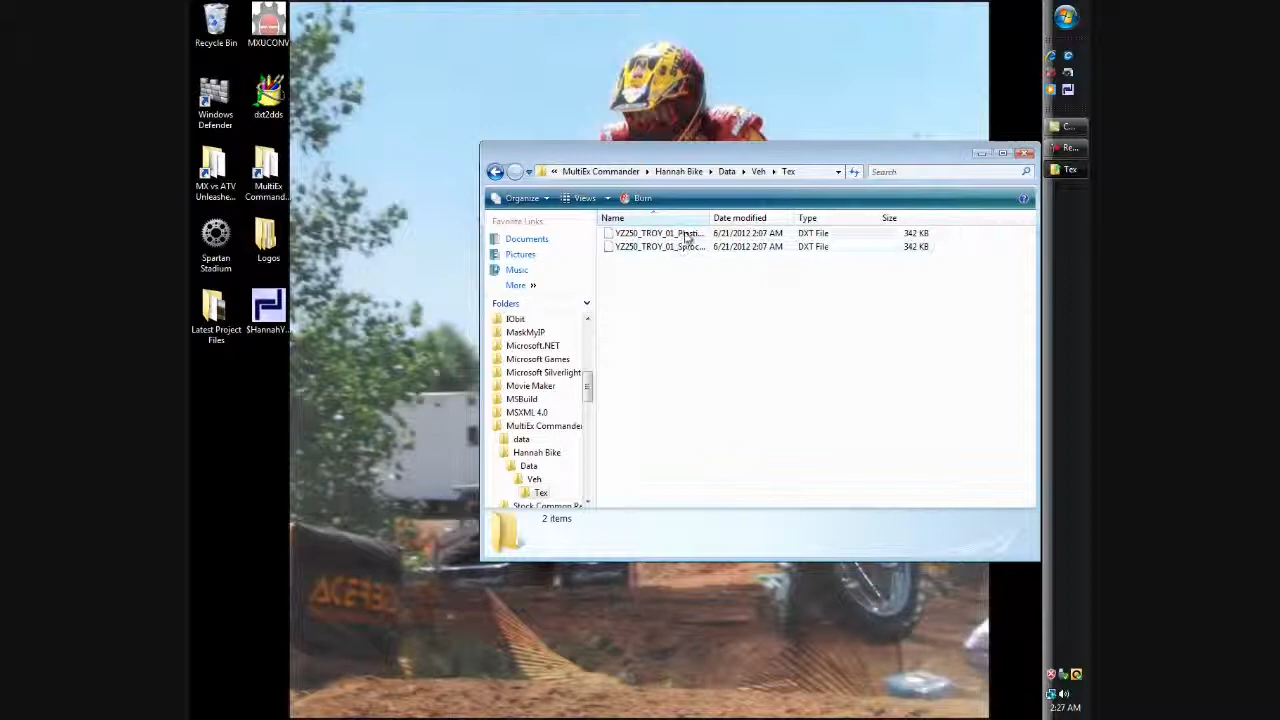 Recycle Bin
MXUCONV
Windows Defender
dxt2dds
MX vs ATV Unleashe...
MultiEx Command...
Spartan Stadium
Logos
Latest Project Files
$HannahY...
« MultiEx Commander Hannah Bike Data Veh Tex
Search
Organize Views Burn
Favorite Links
Documents
Pictures
Music
More »
Folders
IObit
MaskMyIP
Microsoft.NET
Microsoft Games
Microsoft Silverlight
Movie Maker
MSBuild
MSXML 4.0
MultiEx Commander
data
Hannah Bike
Data
Veh
Tex
Stock Common
Name Date modified Type Size
YZ250_TROY_01_Plasti... 6/21/2012 2:07 AM DXT File 342 KB
YZ250_TROY_01_Sproc... 6/21/2012 2:07 AM DXT File 342 KB
2 items
C...
Re...
Tex
2:27 AM
ACERB